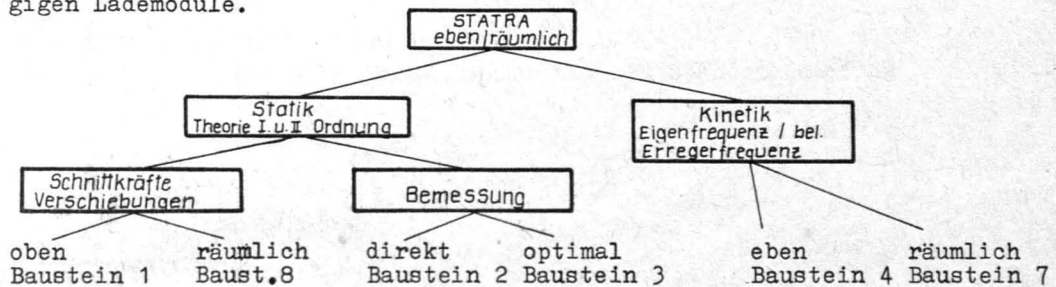 gigen Lademodule.
STATRA
eben/räumlich
Statik
Theorie I. u. II Ordnung
Kinetik
Eigenfrequenz / bel.
Erregerfrequenz
Schnittkräfte
Verschiebungen
Bemessung
oben
Baustein 1
räumlich
Baust.8
direkt
Baustein 2
optimal
Baustein 3
eben
Baustein 4
räumlich
Baustein 7